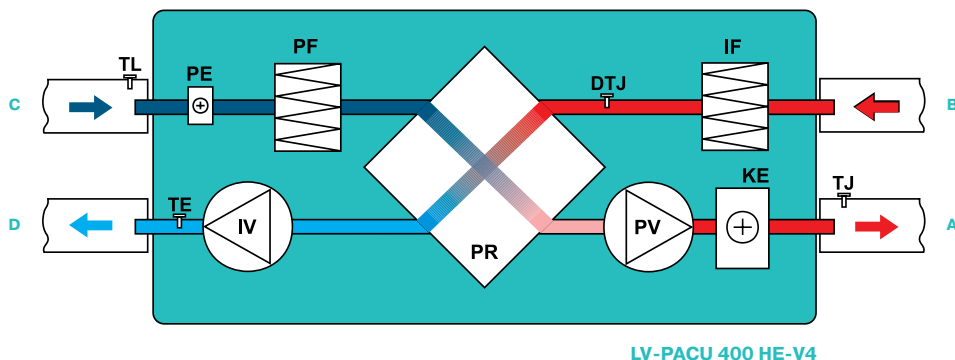 TL
PE
PF
DTJ
IF
C
B
TE
IV
PR
PV
KE
TJ
D
A
LV-PACU 400 HE-V4